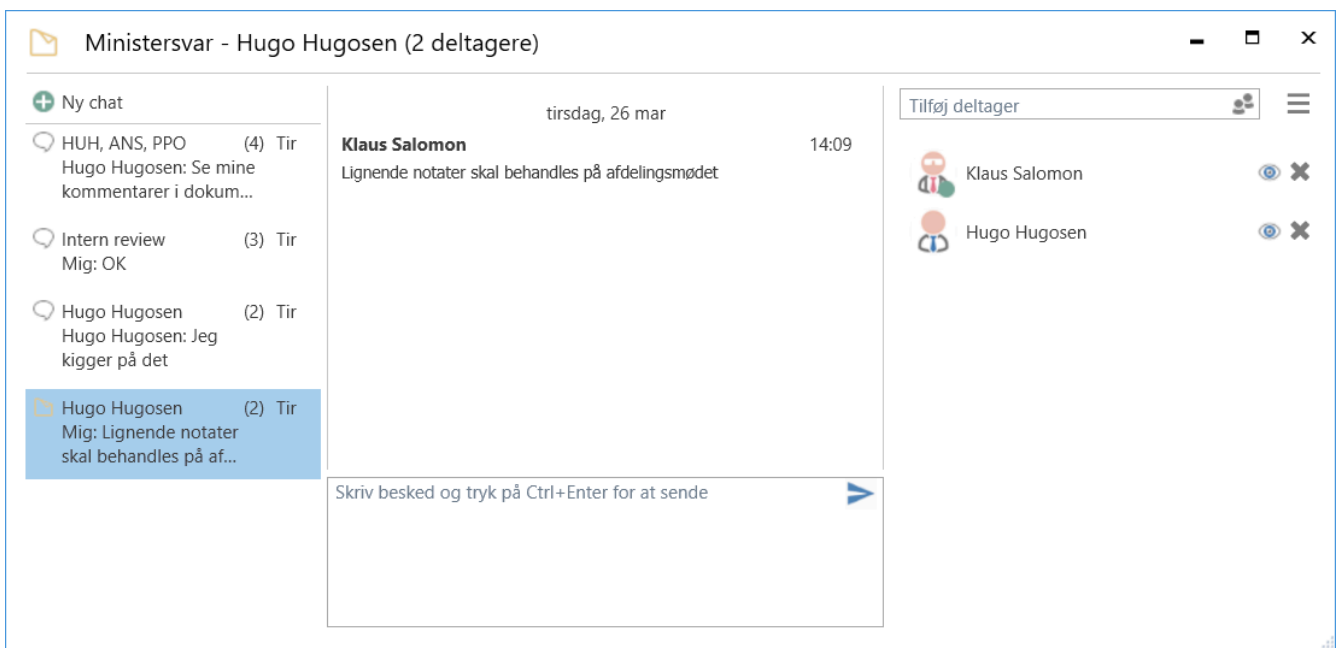 Ministersvar - Hugo Hugosen (2 deltagere)
Ny chat
HUH, ANS, PPO (4) Tir
Hugo Hugosen: Se mine
kommentarer i dokum...
Intern review (3) Tir
Mig: OK
Hugo Hugosen (2) Tir
Hugo Hugosen: Jeg
kigger på det
Hugo Hugosen (2) Tir
Mig: Lignende notater
skal behandles på af...
tirsdag, 26 mar
Klaus Salomon 14:09
Lignende notater skal behandles på afdelingsmødet
Skriv besked og tryk på Ctrl+Enter for at sende
Tilføj deltager
Klaus Salomon
Hugo Hugosen